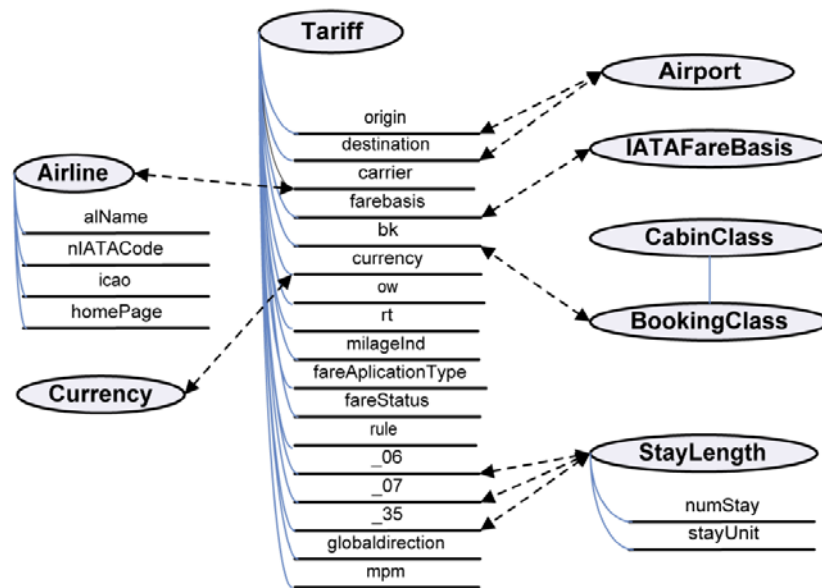 Tariff
origin
destination
carrier
farebasis
bk
currency
ow
rt
milageInd
fareAplicationType
fareStatus
rule
_06
_07
_35
globaldirection
mpm
Airline
alName
nIATACode
icao
homePage
Currency
Airport
IATAFareBasis
CabinClass
BookingClass
StayLength
numStay
stayUnit